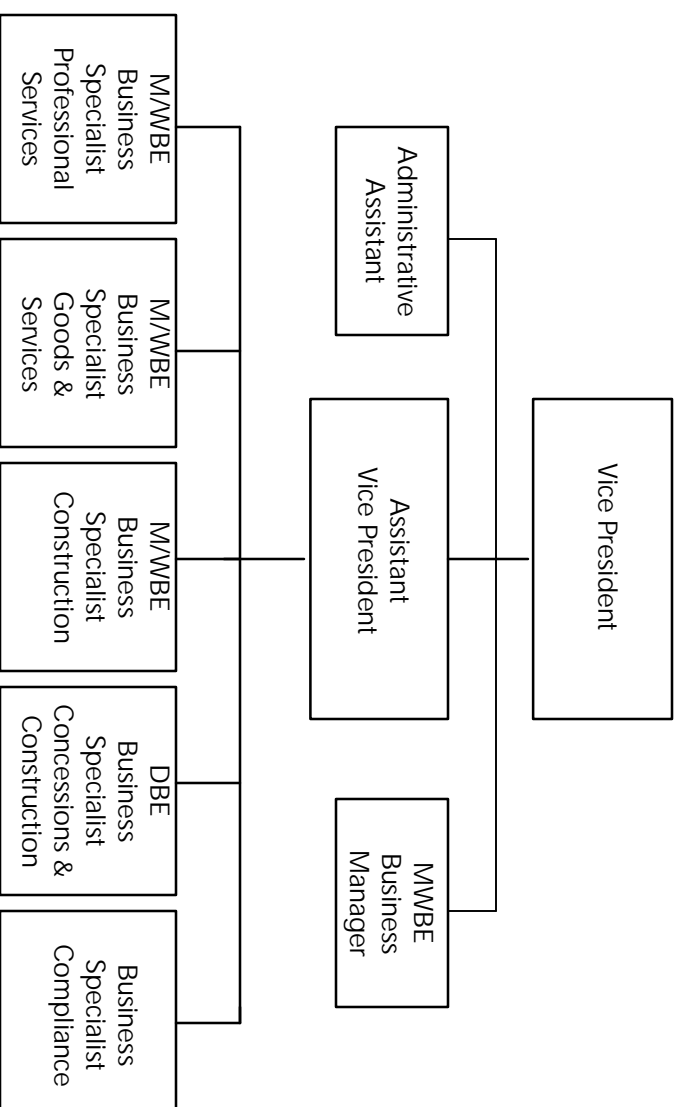 Vice President
Administrative
Assistant
Assistant
Vice President
MWBE
Business
Manager
M/WBE
Business
Specialist
Professional
Services
M/WBE
Business
Specialist
Goods &
Services
M/WBE
Business
Specialist
Construction
DBE
Business
Specialist
Concessions &
Construction
Business
Specialist
Compliance